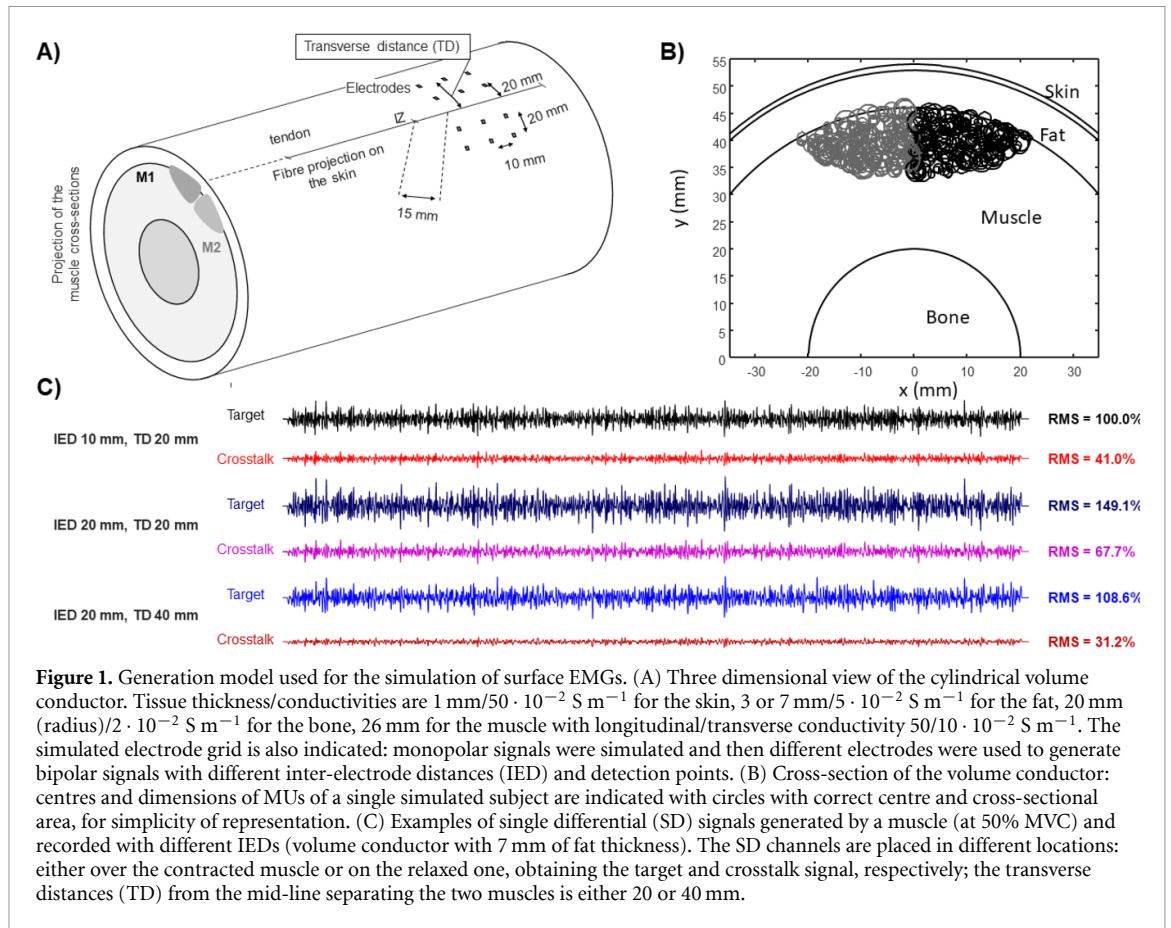 A)
Transverse distance (TD)
Electrodes
20 mm
IZ
20 mm
tendon
10 mm
Fibre projection on
the skin
15 mm
M1
M2
Projection of the
muscle cross-sections
B)
55
50
45
40
35
30
25
20
15
10
5
0
y (mm)
Skin
Fat
Muscle
Bone
-30
-20
-10
0
10
20
30
x (mm)
C)
Target
RMS = 100.0%
IED 10 mm, TD 20 mm
Crosstalk
RMS = 41.0%
Target
RMS = 149.1%
IED 20 mm, TD 20 mm
Crosstalk
RMS = 67.7%
Target
RMS = 108.6%
IED 20 mm, TD 40 mm
Crosstalk
RMS = 31.2%
Figure 1. Generation model used for the simulation of surface EMGs. (A) Three dimensional view of the cylindrical volume
conductor. Tissue thickness/conductivities are 1 mm/50 · 10⁻² S m⁻¹ for the skin, 3 or 7 mm/5 · 10⁻² S m⁻¹ for the fat, 20 mm
(radius)/2 · 10⁻² S m⁻¹ for the bone, 26 mm for the muscle with longitudinal/transverse conductivity 50/10 · 10⁻² S m⁻¹. The
simulated electrode grid is also indicated: monopolar signals were simulated and then different electrodes were used to generate
bipolar signals with different inter-electrode distances (IED) and detection points. (B) Cross-section of the volume conductor:
centres and dimensions of MUs of a single simulated subject are indicated with circles with correct centre and cross-sectional
area, for simplicity of representation. (C) Examples of single differential (SD) signals generated by a muscle (at 50% MVC) and
recorded with different IEDs (volume conductor with 7 mm of fat thickness). The SD channels are placed in different locations:
either over the contracted muscle or on the relaxed one, obtaining the target and crosstalk signal, respectively; the transverse
distances (TD) from the mid-line separating the two muscles is either 20 or 40 mm.